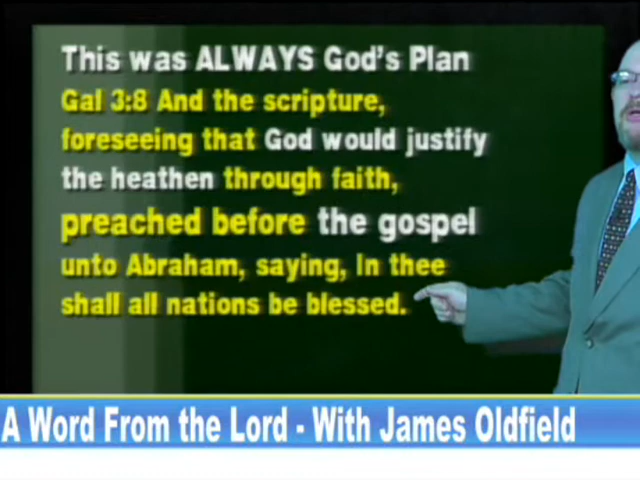 This was ALWAYS God's Plan
Gal 3:8 And the scripture,
foreseeing that God would justify
the heathen through faith,
preached before the gospel
unto Abraham, saying, In thee
shall all nations be blessed.
A Word From the Lord - With James Oldfield